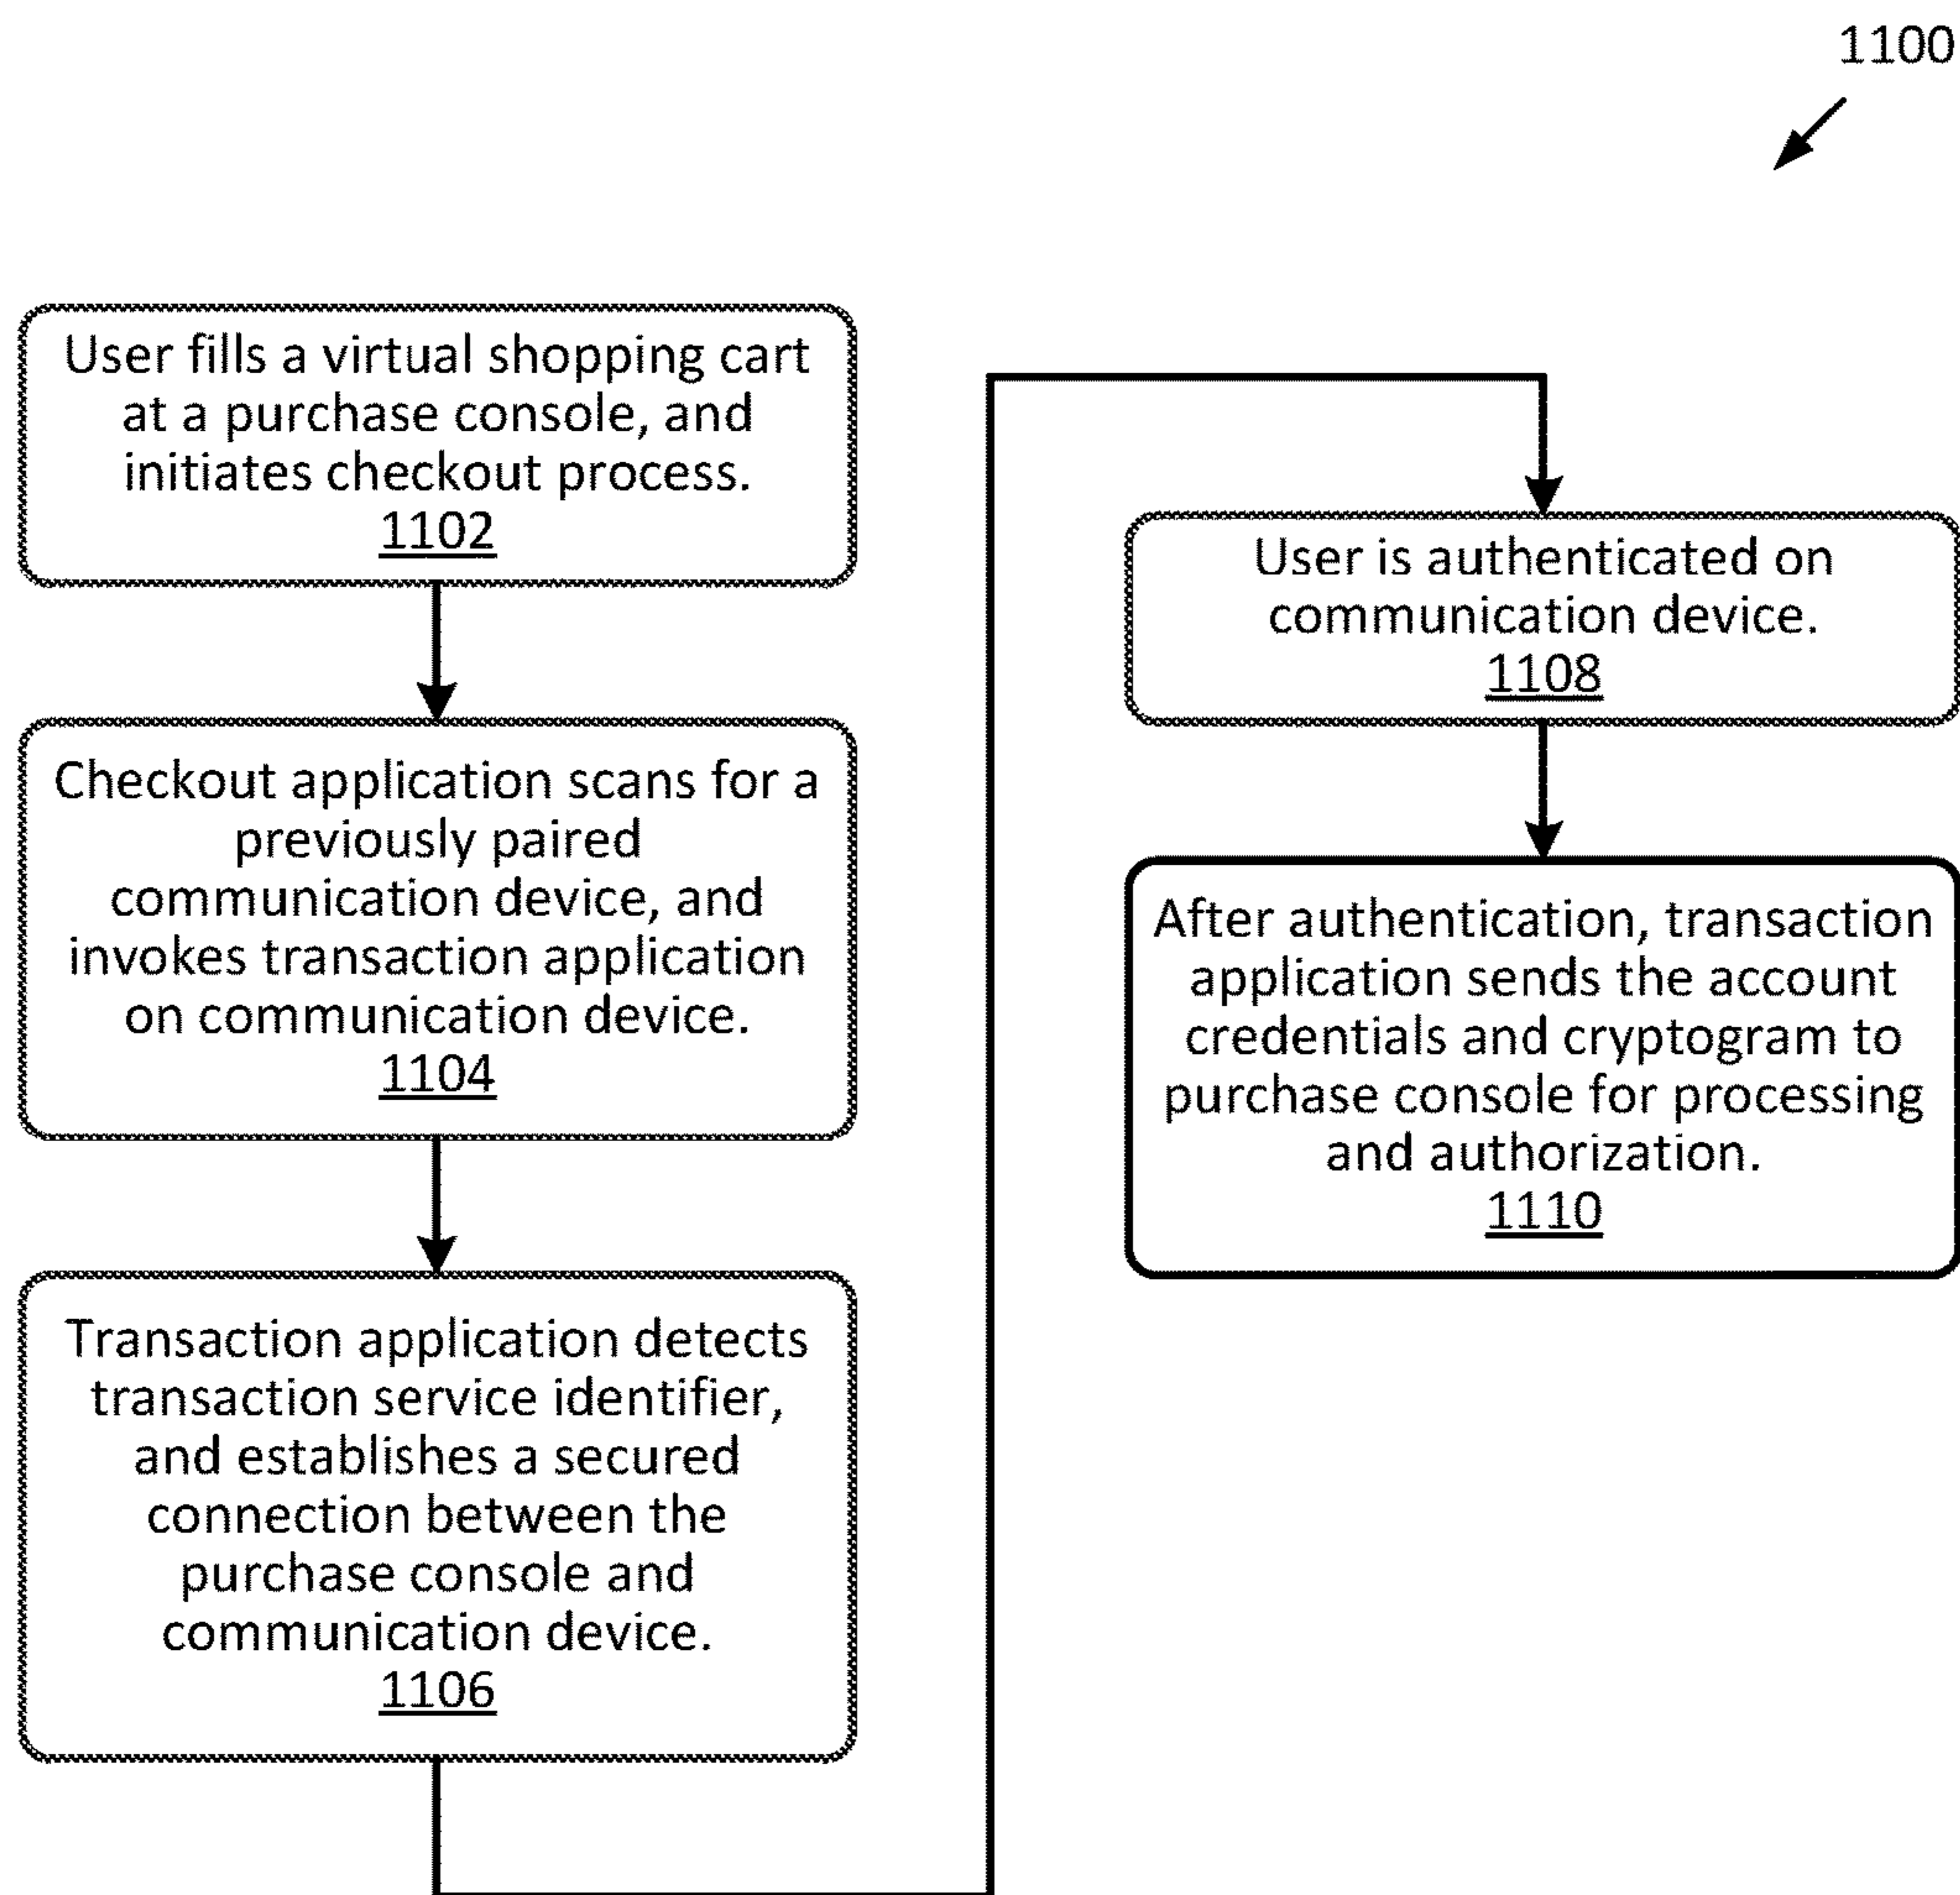 1100
User fills a virtual shopping cart
at a purchase console, and
initiates checkout process.
1102
Checkout application scans for a
previously paired
communication device, and
invokes transaction application
on communication device.
1104
Transaction application detects
transaction service identifier,
and establishes a secured
connection between the
purchase console and
communication device.
1106
User is authenticated on
communication device.
1108
After authentication, transaction
application sends the account
credentials and cryptogram to
purchase console for processing
and authorization.
1110